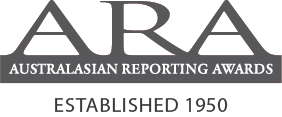 ARA
AUSTRALASIAN REPORTING AWARDS
ESTABLISHED 1950